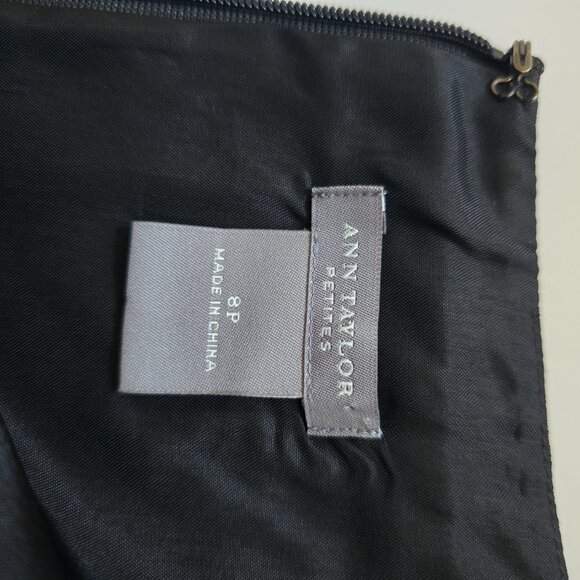 ANN TAYLOR
PETITES
8P
MADE IN CHINA